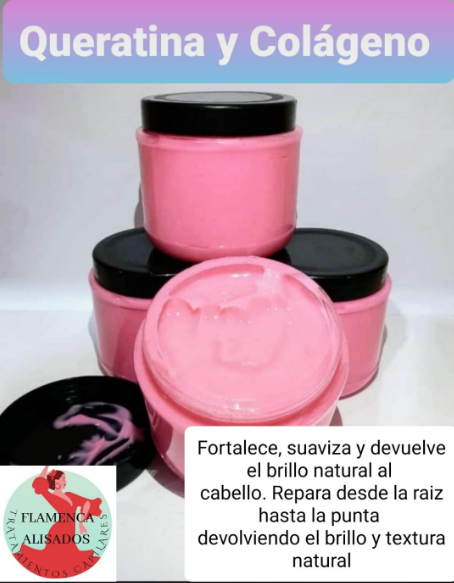 Queratina y Colágeno
Fortalece, suaviza y devuelve
el brillo natural al
cabello. Repara desde la raiz
hasta la punta
devolviendo el brillo y textura
natural
FLAMENCA
ALISADOS
TRATAMIENTOS CAPILARES